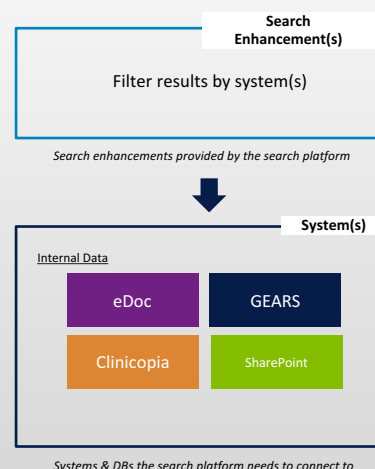 Search
Enhancement(s)
Filter results by system(s)
Search enhancements provided by the search platform
System(s)
Internal Data
eDoc GEARS
Clinicopia SharePoint
Systems & DBs the search platform needs to connect to